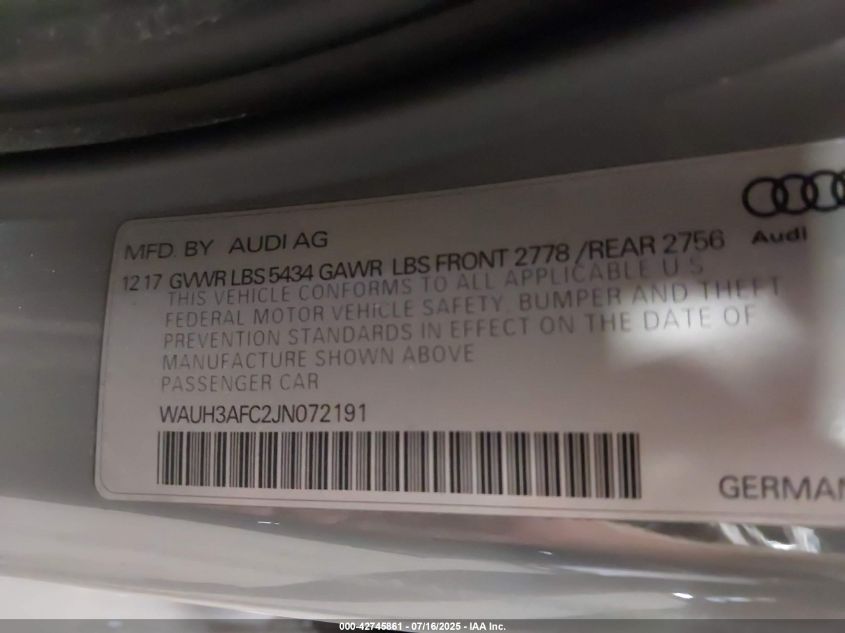 MFD. BY AUDI AG
Audi
12 17 GVWR LBS 5434 GAWR LBS FRONT 2778 /REAR 2756
THIS VEHICLE CONFORMS TO ALL APPLICABLE U.S.
FEDERAL MOTOR VEHICLE SAFETY, BUMPER AND THEFT
PREVENTION STANDARDS IN EFFECT ON THE DATE OF
MANUFACTURE SHOWN ABOVE
PASSENGER CAR
WAUH3AFC2JN072191
GERMAN
000-42745861 - 07/16/2025 - IAA Inc.